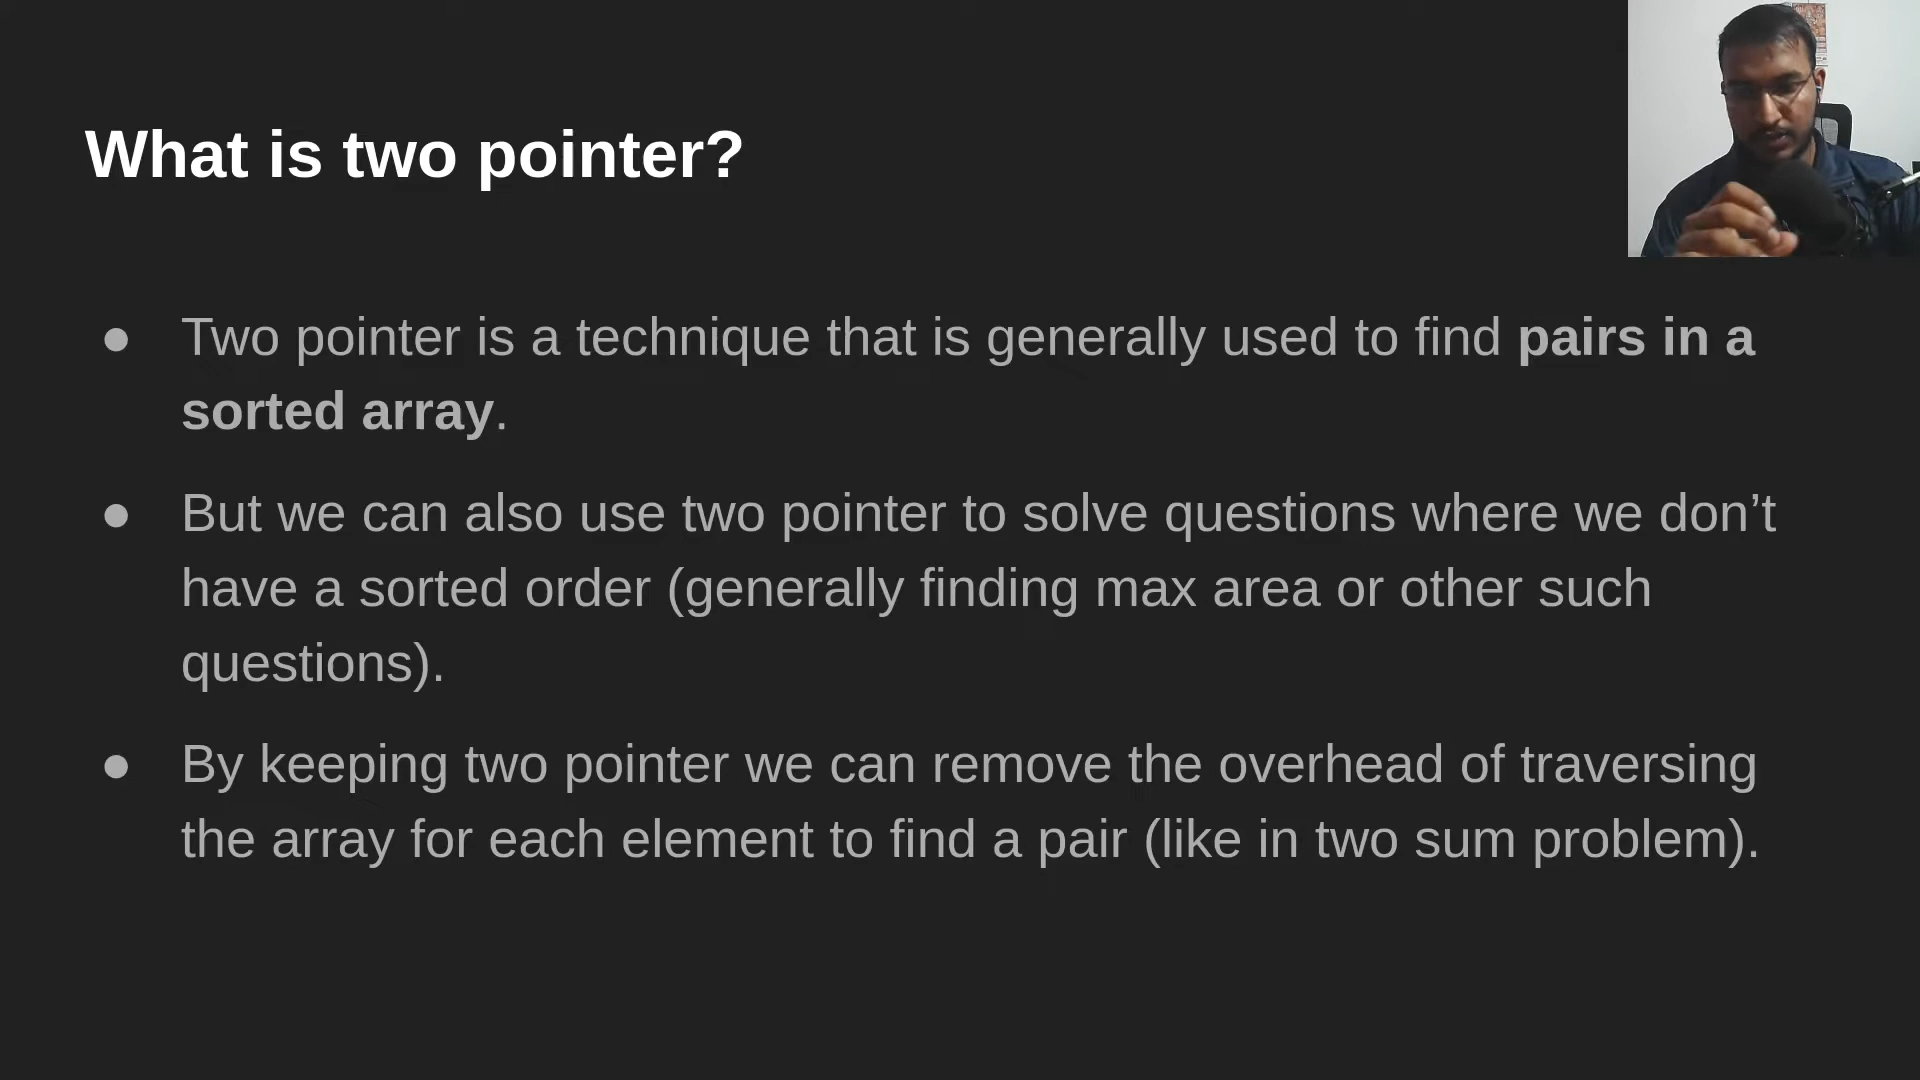 What is two pointer?
● Two pointer is a technique that is generally used to find pairs in a
sorted array.
● But we can also use two pointer to solve questions where we don’t
have a sorted order (generally finding max area or other such
questions).
● By keeping two pointer we can remove the overhead of traversing
the array for each element to find a pair (like in two sum problem).